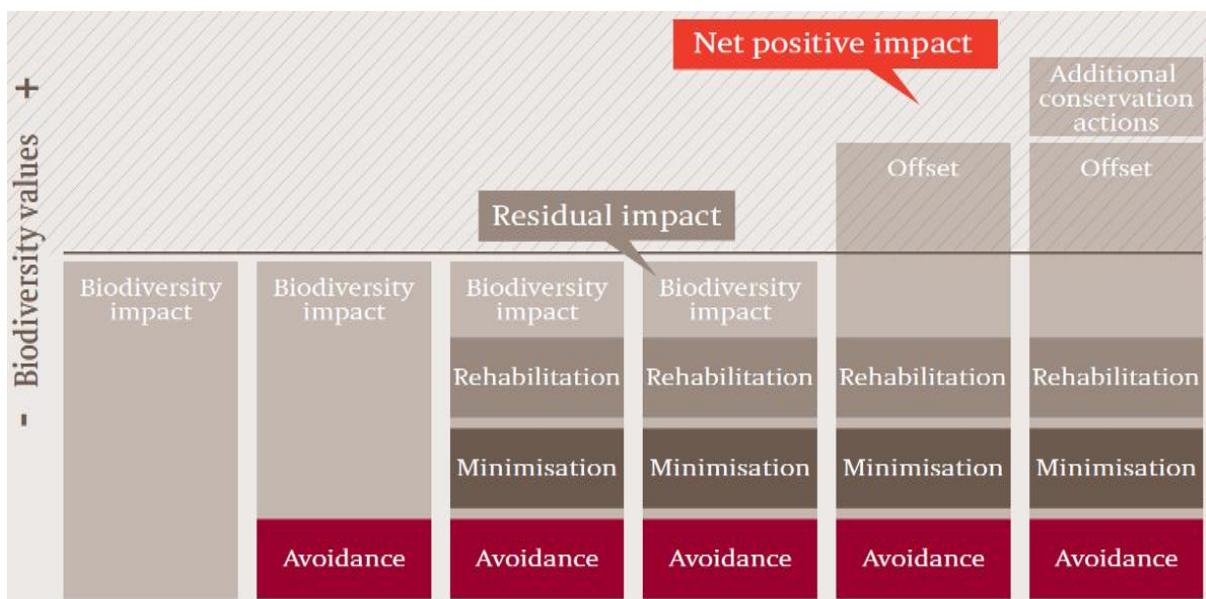 Net positive impact
Additional
conservation
actions
- Biodiversity values +
Residual impact
Offset
Offset
Biodiversity
impact
Biodiversity
impact
Biodiversity
impact
Biodiversity
impact
Rehabilitation
Rehabilitation
Rehabilitation
Rehabilitation
Minimisation
Minimisation
Minimisation
Minimisation
Avoidance
Avoidance
Avoidance
Avoidance
Avoidance